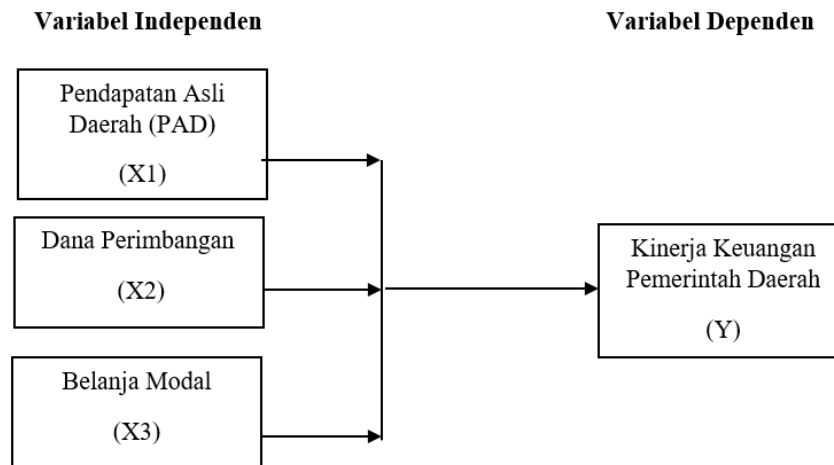 Variabel Independen
Variabel Dependen
Pendapatan Asli
Daerah (PAD)
(X1)
Dana Perimbangan
(X2)
Belanja Modal
(X3)
Kinerja Keuangan
Pemerintah Daerah
(Y)